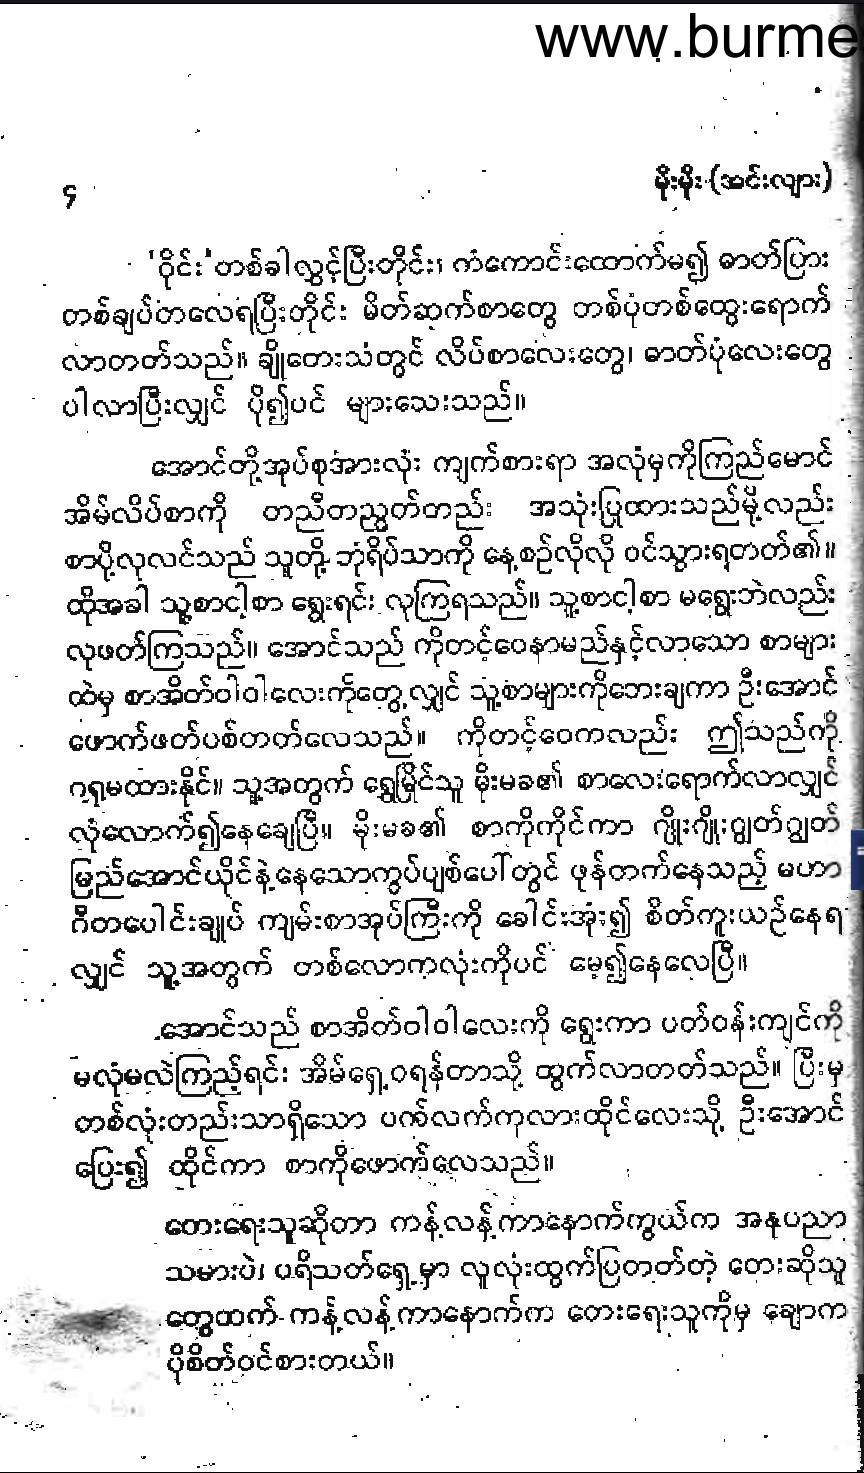 www.burme
၄
မိုးမိုး (အင်းလျား)
'ဝိုင်း'တစ်ခါလွှင့်ပြီးတိုင်း၊ ကံကောင်းထောက်မ၍ ဓာတ်ပြား
တစ်ချပ်တလေရပြီးတိုင်း မိတ်ဆက်စာတွေ တစ်ပုံတစ်ထွေးရောက်
လာတတ်သည်။ ချိုတေးသံတွင် လိပ်စာလေးတွေ၊ ဓာတ်ပုံလေးတွေ
ပါလာပြီးလျှင် ပို၍ပင် များသေးသည်။
အောင်တို့အုပ်စုအားလုံး ကျက်စားရာ အလုံမှကိုကြည်မောင်
အိမ်လိပ်စာကို တညီတညွတ်တည်း အသုံးပြုထားသည်မို့လည်း
စာပို့လုလင်သည် သူတို့ ဘုံရိပ်သာကို နေ့စဉ်လိုလို ဝင်သွားရတတ်၏။
ထိုအခါ သူ့စာငါ့စာ ရွေးရင်း လုကြရသည်။ သူ့စာငါ့စာ မရွေးဘဲလည်း
လုဖတ်ကြသည်။ အောင်သည် ကိုတင့်ဝေနာမည်နှင့်လာသော စာများ
ထဲမှ စာအိတ်ဝါဝါလေးကိုတွေ့လျှင် သူ့စာများကိုဘေးချကာ ဦးအောင်
ဖောက်ဖတ်ပစ်တတ်လေသည်။ ကိုတင့်ဝေကလည်း ဤသည်ကို
ဂရုမထားနိုင်။ သူ့အတွက် ရွှေမြိုင်သူ မိုးမခ၏ စာလေးရောက်လာလျှင်
လုံလောက်၍နေချေပြီ။ မိုးမခ၏ စာကိုကိုင်ကာ ဂျိုးဂျိုးဂျွတ်ဂျွတ်
မြည်အောင်ယိုင်နဲ့နေသောကွပ်ပျစ်ပေါ်တွင် ဖုန်တက်နေသည့် မဟာ
ဂီတပေါင်းချုပ် ကျမ်းစာအုပ်ကြီးကို ခေါင်းအုံး၍ စိတ်ကူးယဉ်နေရ
လျှင် သူ့အတွက် တစ်လောကလုံးကိုပင် မေ့၍နေလေပြီ။
အောင်သည် စာအိတ်ဝါဝါလေးကို ရွေးကာ ပတ်ဝန်းကျင်ကို
မလုံမလဲကြည့်ရင်း အိမ်ရှေ့ဝရန်တာသို့ ထွက်လာတတ်သည်။ ပြီးမှ
တစ်လုံးတည်းသာရှိသော ပက်လက်ကုလားထိုင်လေးသို့ ဦးအောင်
ပြေး၍ ထိုင်ကာ စာကိုဖောက်လေသည်။
တေးရေးသူဆိုတာ ကန့်လန့်ကာနောက်ကွယ်က အနုပညာ
သမားပဲ၊ ပရိသတ်ရှေ့မှာ လူလုံးထွက်ပြတတ်တဲ့ တေးဆိုသူ
တွေထက် ကန့်လန့်ကာနောက်က တေးရေးသူကိုမှ ချောက
ပိုစိတ်ဝင်စားတယ်။